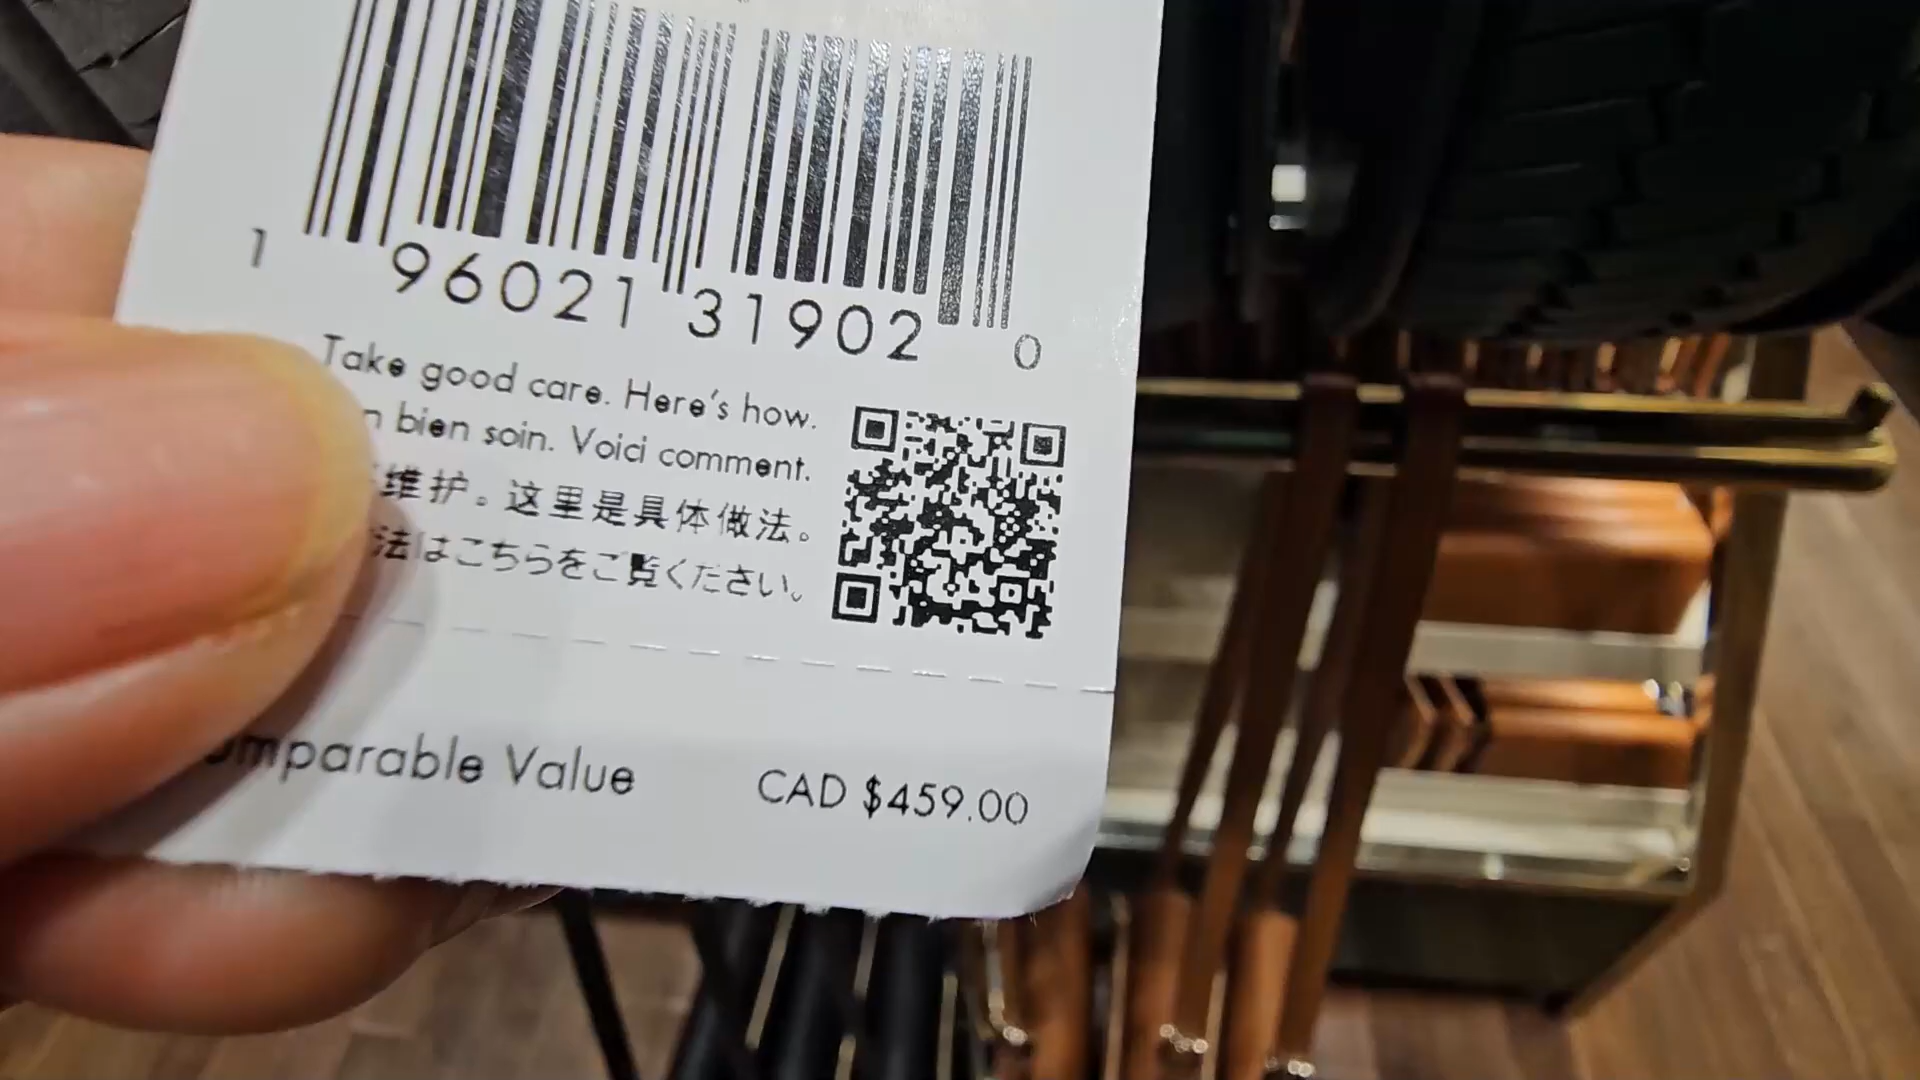 1 96021 31902 0
Take good care. Here's how.
bien soin. Voici comment.
维护。这里是具体做法。
法はこちらをご覧ください。
omparable Value CAD $459.00